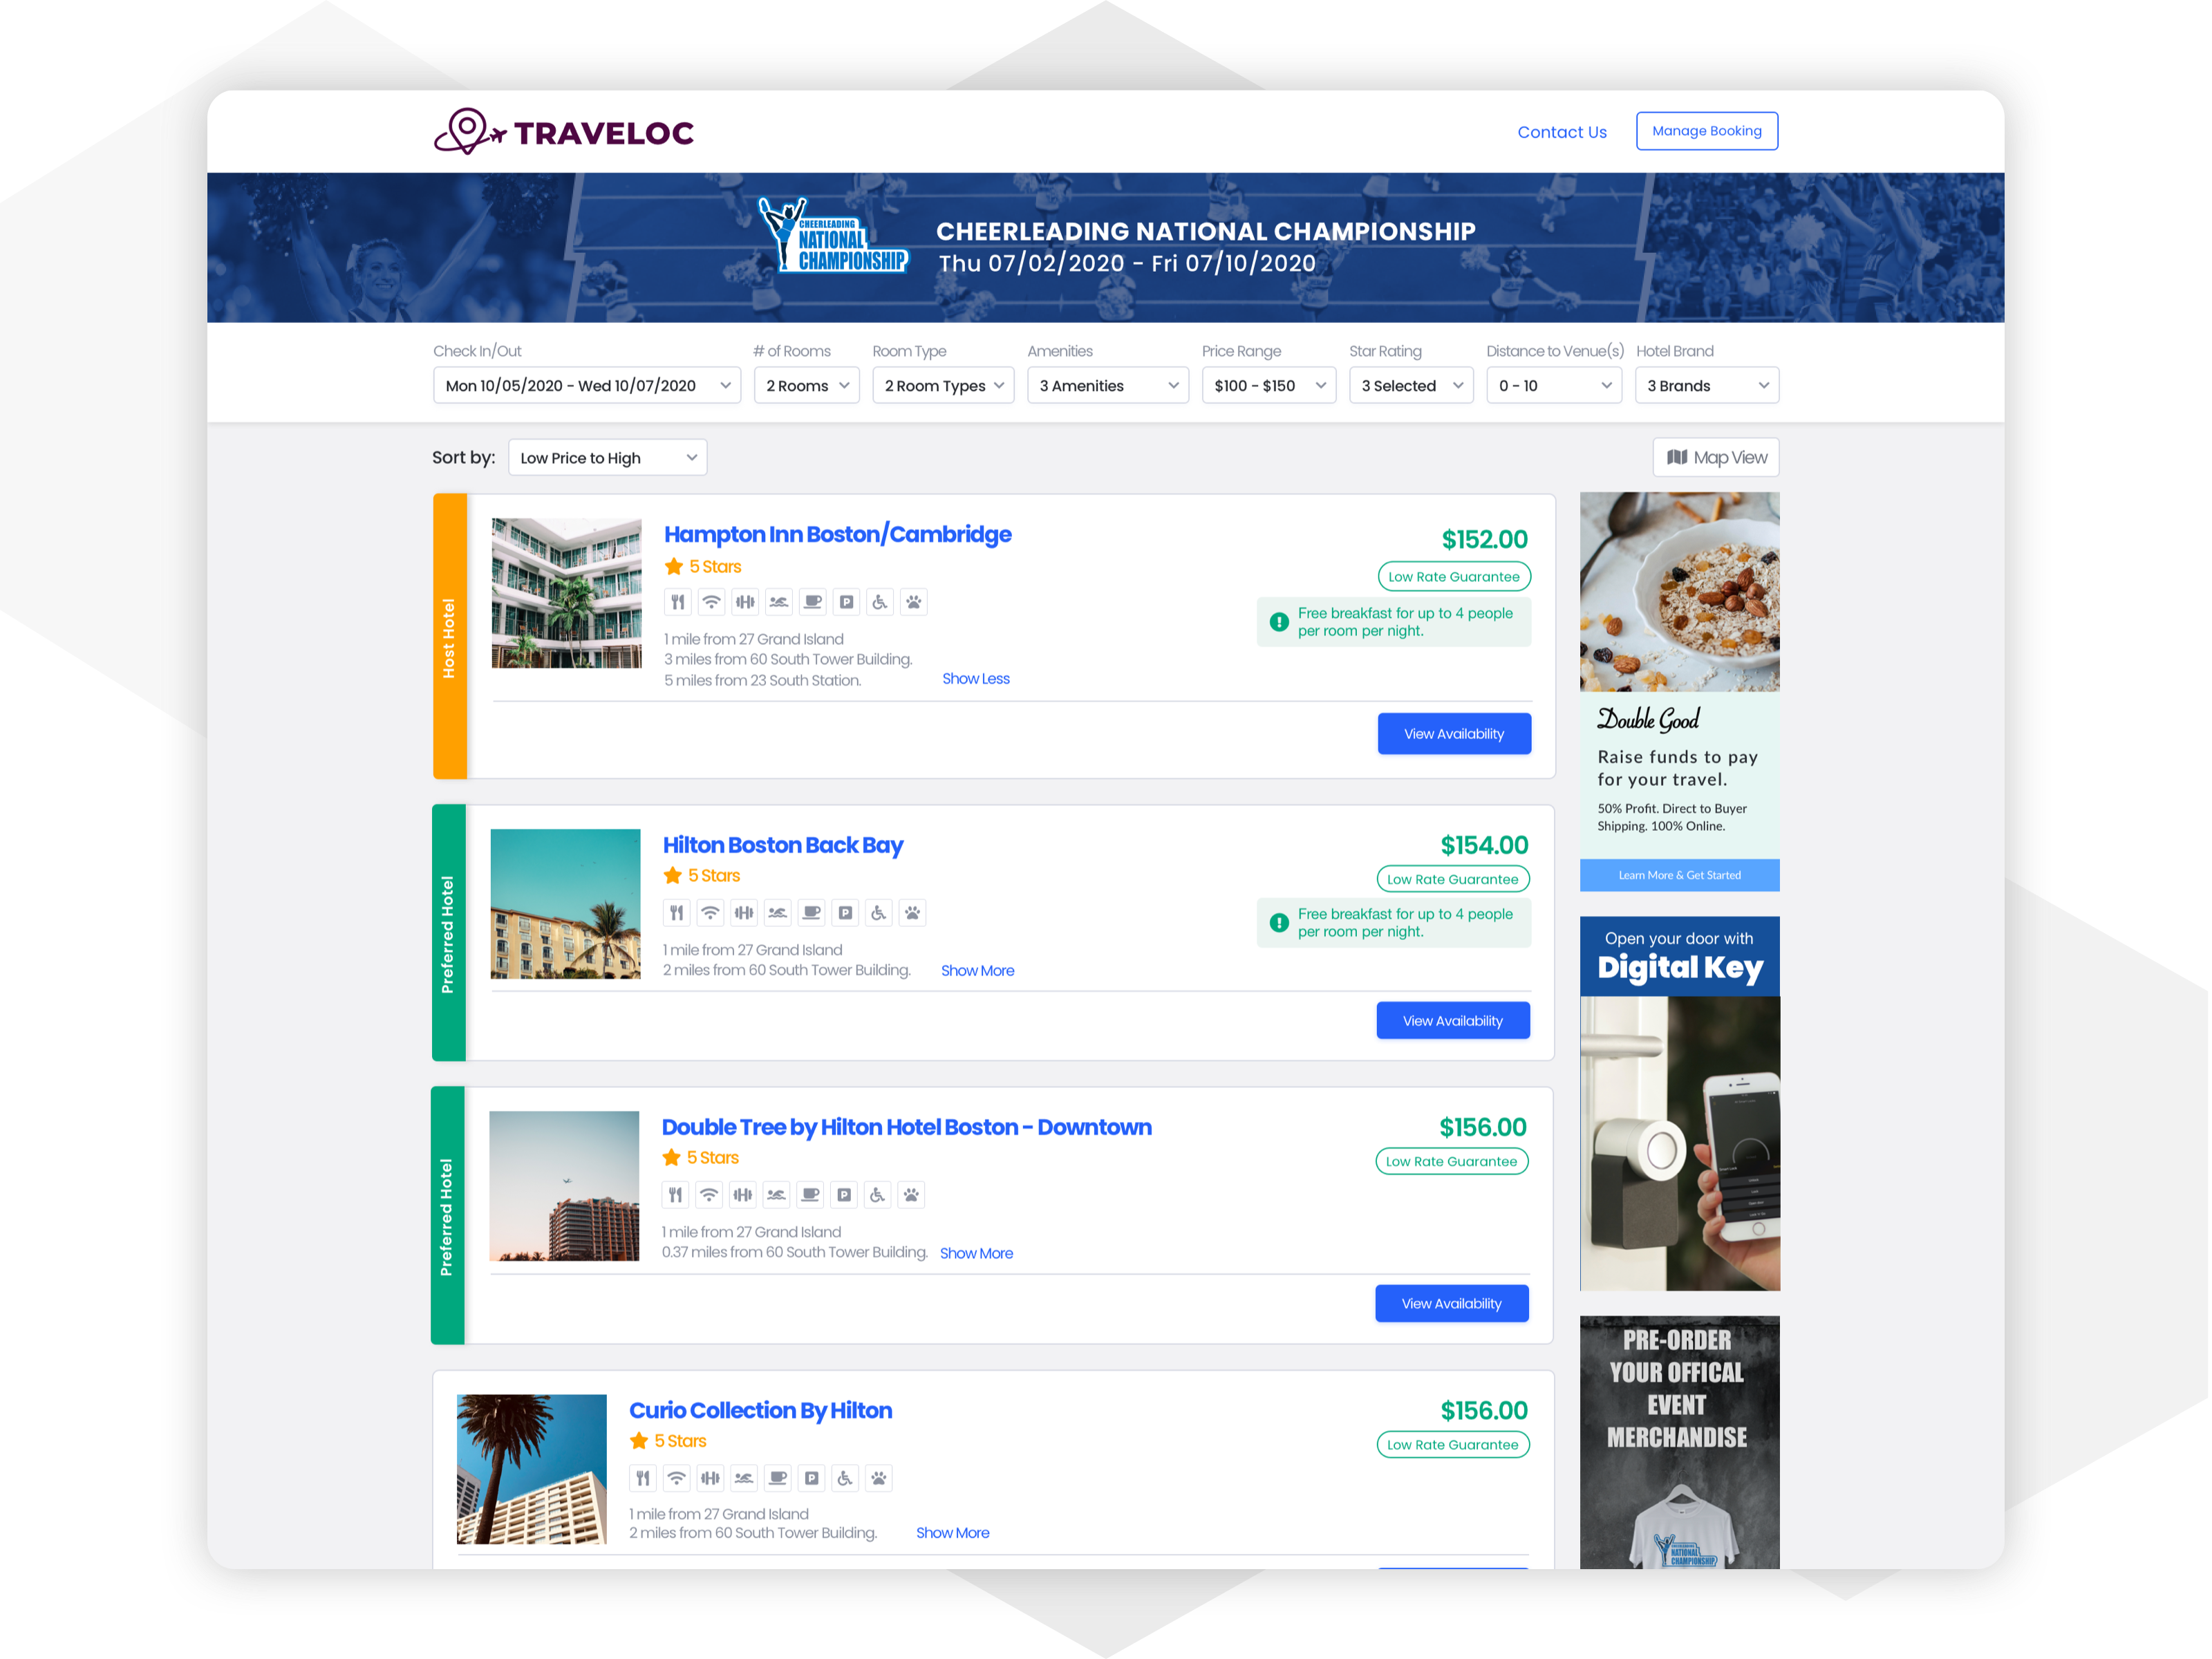 TRAVELOC
Contact Us
Manage Booking
CHEERLEADING
NATIONAL
CHAMPIONSHIP
CHEERLEADING NATIONAL CHAMPIONSHIP
Thu 07/02/2020 - Fri 07/10/2020
Check In/Out
# of Rooms
Room Type
Amenities
Price Range
Star Rating
Distance to Venue(s)
Hotel Brand
Mon 10/05/2020 - Wed 10/07/2020
2 Rooms
2 Room Types
3 Amenities
$100 - $150
3 Selected
0 - 10
3 Brands
Sort by:
Low Price to High
Map View
Host Hotel
Hampton Inn Boston/Cambridge
5 Stars
P
1 mile from 27 Grand Island
3 miles from 60 South Tower Building.
5 miles from 23 South Station.
Show Less
$152.00
Low Rate Guarantee
Free breakfast for up to 4 people
per room per night.
View Availability
Preferred Hotel
Hilton Boston Back Bay
5 Stars
P
1 mile from 27 Grand Island
2 miles from 60 South Tower Building.
Show More
$154.00
Low Rate Guarantee
Free breakfast for up to 4 people
per room per night.
View Availability
Preferred Hotel
Double Tree by Hilton Hotel Boston - Downtown
5 Stars
P
1 mile from 27 Grand Island
0.37 miles from 60 South Tower Building.
Show More
$156.00
Low Rate Guarantee
View Availability
Curio Collection By Hilton
5 Stars
P
1 mile from 27 Grand Island
2 miles from 60 South Tower Building.
Show More
$156.00
Low Rate Guarantee
Double Good
Raise funds to pay
for your travel.
50% Profit. Direct to Buyer
Shipping. 100% Online.
Learn More & Get Started
Open your door with
Digital Key
PRE-ORDER
YOUR OFFICAL
EVENT
MERCHANDISE
NATIONAL
CHAMPIONSHIP